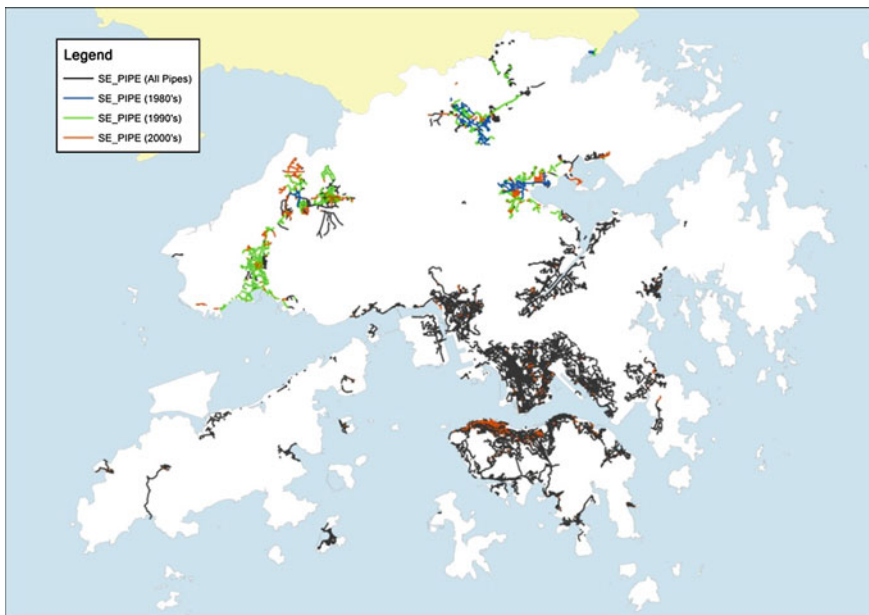 Legend
SE_PIPE (All Pipes)
SE_PIPE (1980's)
SE_PIPE (1990's)
SE_PIPE (2000's)